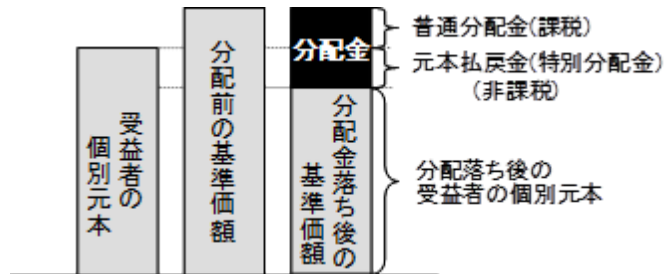 受益者の
個別元本
分配前の基準価額
分配金
分配金落ち後の
基準価額
普通分配金(課税)
元本払戻金(特別分配金)
(非課税)
分配落ち後の
受益者の個別元本